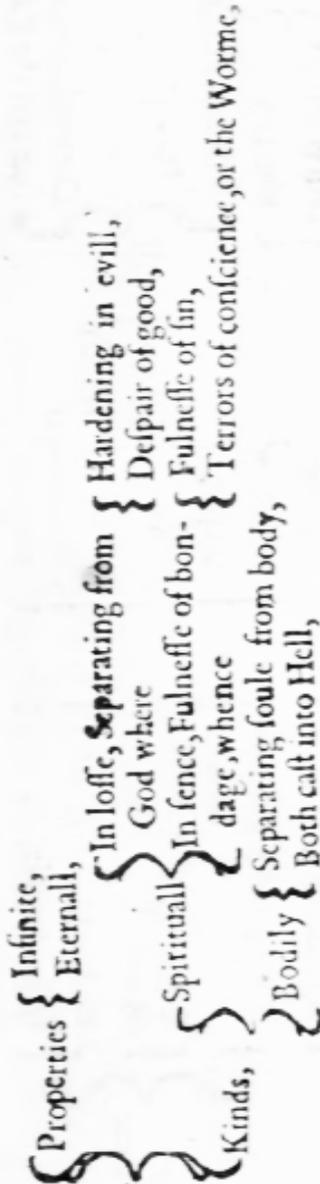 Properties { Infinite,
Eternall,
In loſſe, Separating from { Hardening in evill,
God where { Deſpair of good,
Spirituall
In ſence, Fulneſſe of bon- { Fulneſſe of ſin,
dage, whence { Terrors of conſcience, or the Worme,
Kinds,
Bodily { Separating ſoule from body,
Both caſt into Hell,